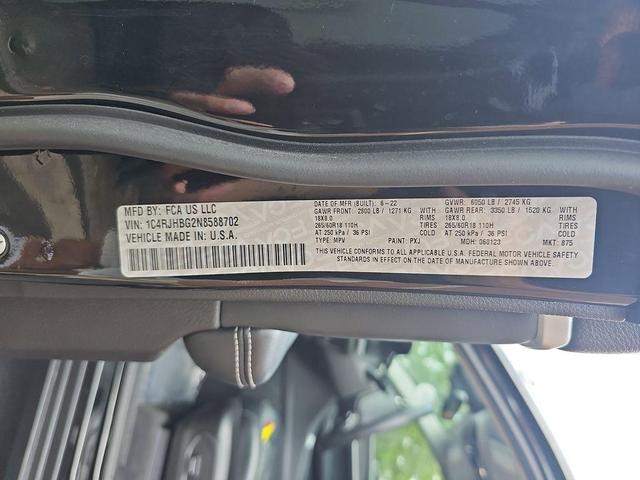 MFD BY: FCA US LLC
VIN: 1C4RJHBG2N8588702
VEHICLE MADE IN: U.S.A.
DATE OF MFR (BUILT): 6-22
GAWR FRONT: 2800 LB / 1271 KG RIMS
18X8.0 TIRES
265/60R18 110H COLD
AT 250 kPa / 36 PSI
TYPE: MPV PAINT: PXJ
GVWR: 6050 LB / 2745 KG
GAWR REAR: 3350 LB / 1520 KG RIMS
18X8.0 TIRES
265/60R18 110H COLD
AT 250 kPa / 36 PSI
MDH: 060123 MKT: 875
THIS VEHICLE CONFORMS TO ALL APPLICABLE U.S.A. FEDERAL MOTOR VEHICLE SAFETY
STANDARDS IN EFFECT ON THE DATE OF MANUFACTURE SHOWN ABOVE.